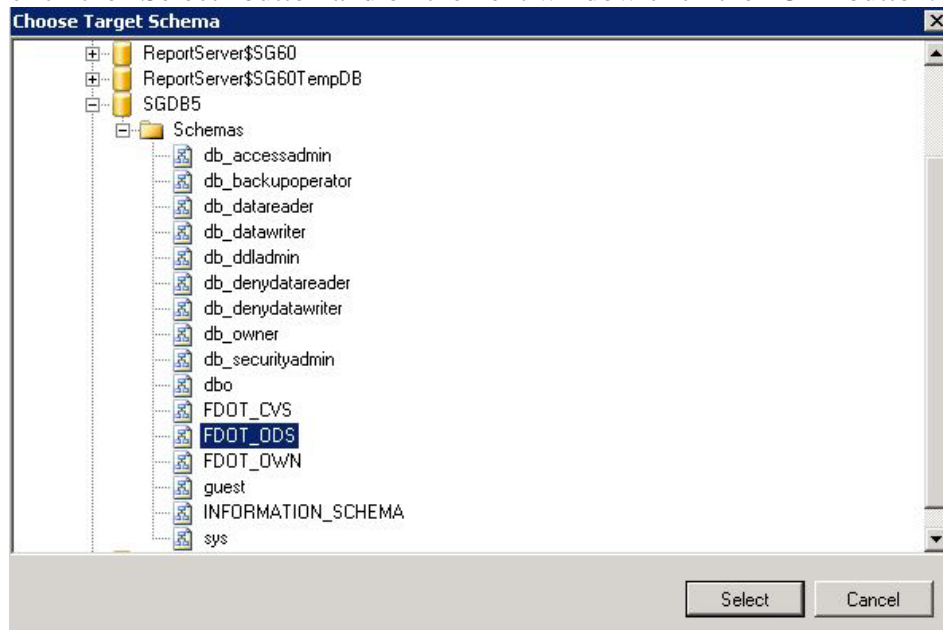 Choose Target Schema
ReportServer$SG60
ReportServer$SG60TempDB
SGDB5
Schemas
db_accessadmin
db_backupoperator
db_datareader
db_datawriter
db_ddladmin
db_denydatareader
db_denydatawriter
db_owner
db_securityadmin
dbo
FDOT_CVS
FDOT_ODS
FDOT_OWN
guest
INFORMATION_SCHEMA
sys
Select Cancel